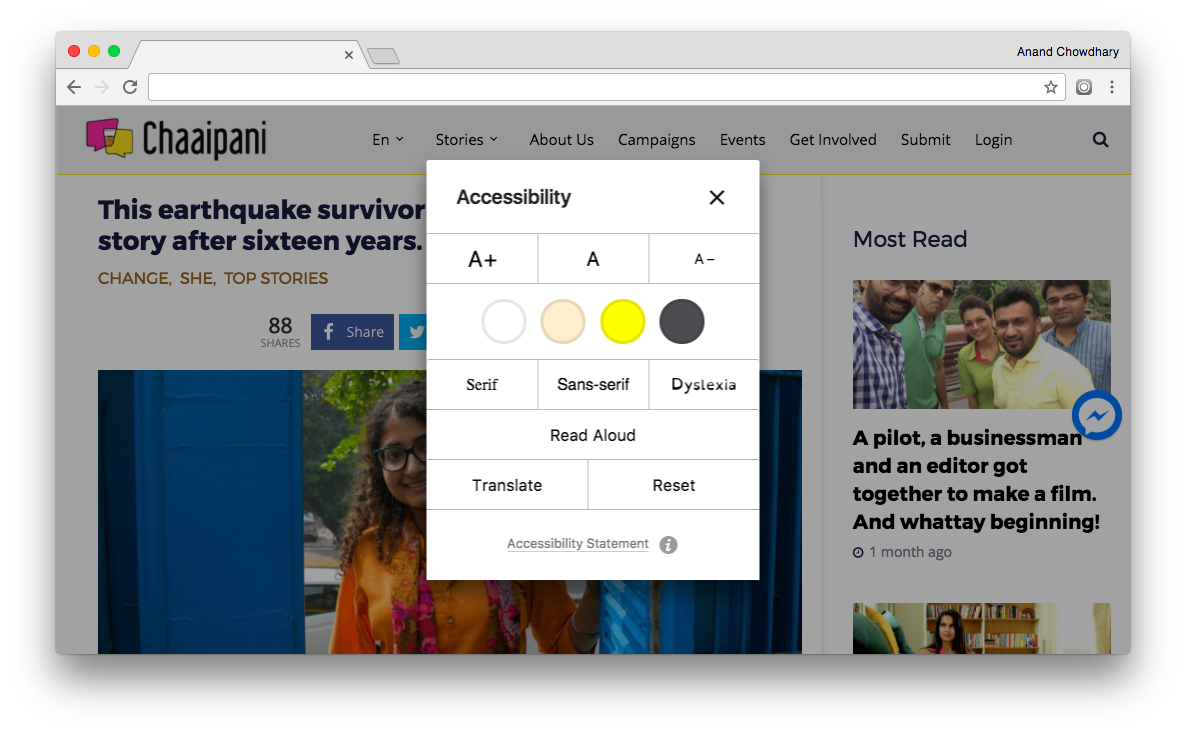 Anand Chowdhary
Chaaipani
En Stories About Us Campaigns Events Get Involved Submit Login
This earthquake survivor
story after sixteen years.
CHANGE, SHE, TOP STORIES
88
SHARES
Share
Accessibility
A+ A A–
Serif Sans-serif Dyslexia
Read Aloud
Translate Reset
Accessibility Statement
Most Read
A pilot, a businessman
and an editor got
together to make a film.
And whattay beginning!
1 month ago